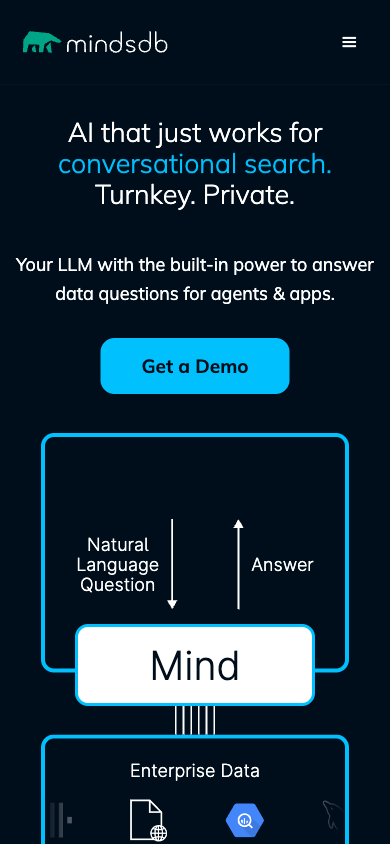 mindsdb
AI that just works for
conversational search.
Turnkey. Private.
Your LLM with the built-in power to answer
data questions for agents & apps.
Get a Demo
Natural
Language
Question
Answer
Mind
Enterprise Data